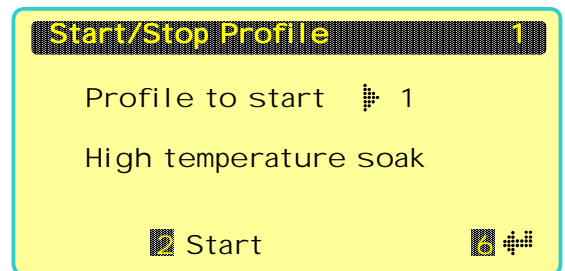 Start/Stop Profile 1
Profile to start 1
High temperature soak
2 Start 6